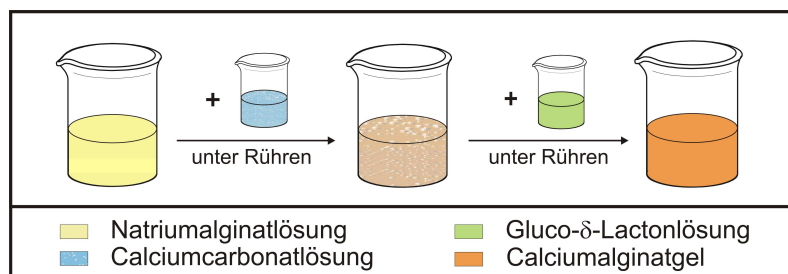 +
+
unter Rühren
unter Rühren
Natriumalginatlösung
Calciumcarbonatlösung
Gluco-δ-Lactonlösung
Calciumalginatgel